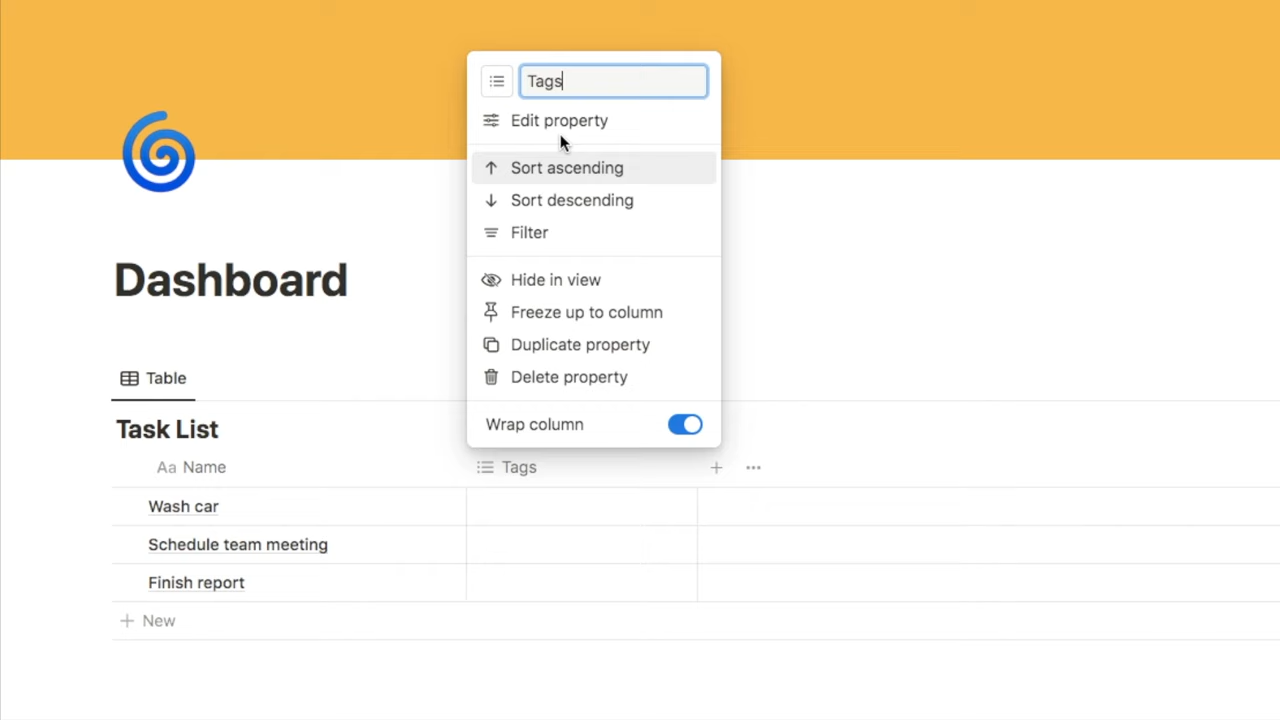 Tags
Edit property
Sort ascending
Sort descending
Filter
Hide in view
Freeze up to column
Duplicate property
Delete property
Wrap column
Dashboard
Table
Task List
Aa Name Tags
Wash car
Schedule team meeting
Finish report
New